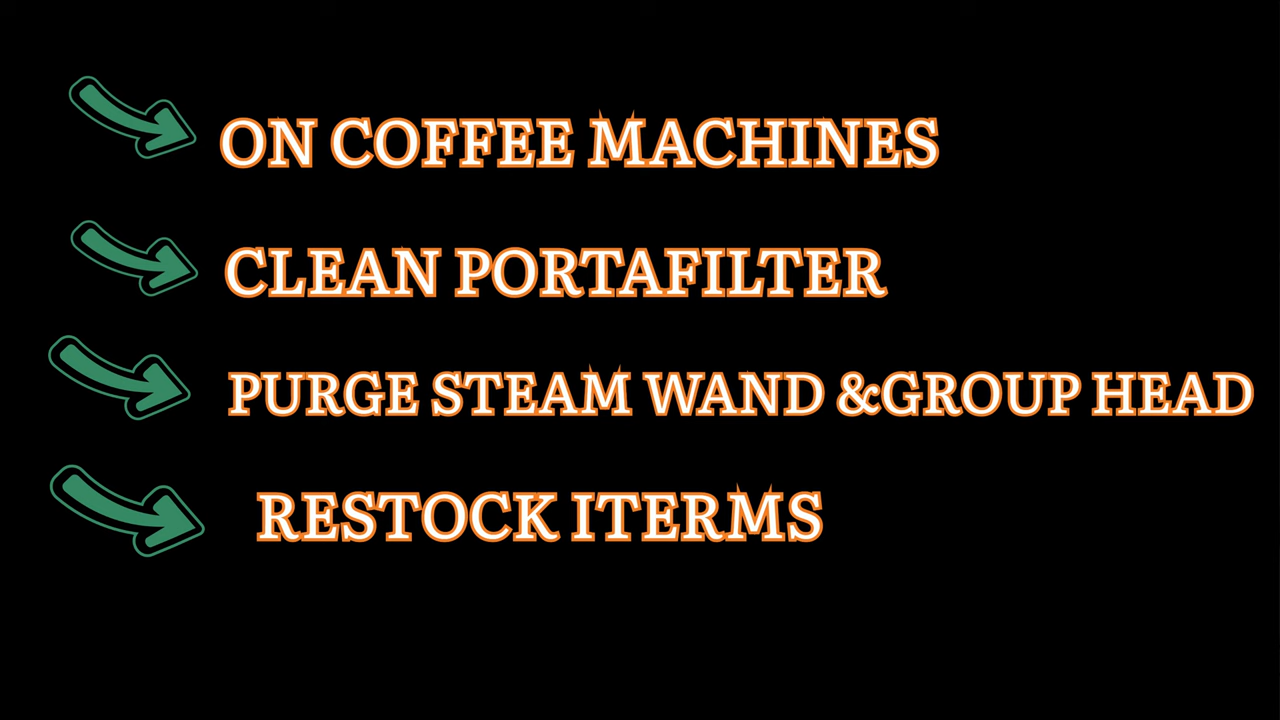 ON COFFEE MACHINES
CLEAN PORTAFILTER
PURGE STEAM WAND &GROUP HEAD
RESTOCK ITERMS